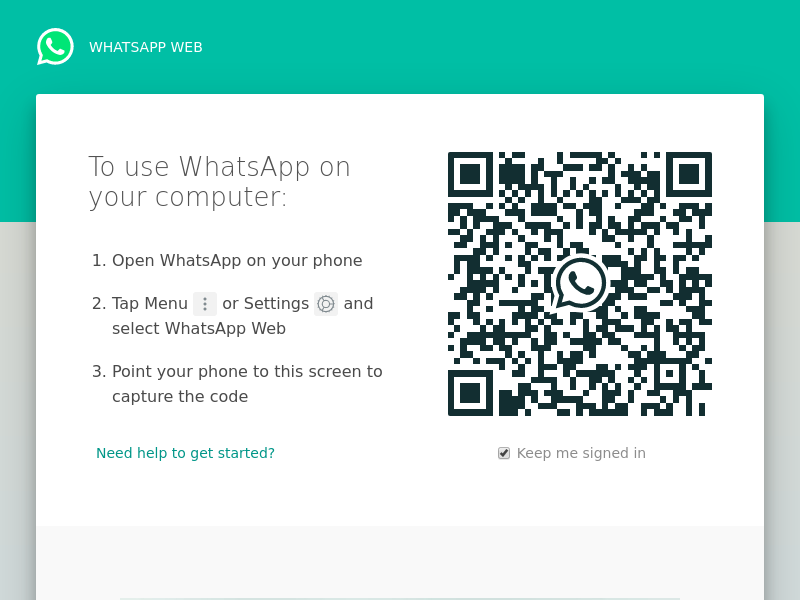 WHATSAPP WEB
To use WhatsApp on
your computer:
1. Open WhatsApp on your phone
2. Tap Menu or Settings and
select WhatsApp Web
3. Point your phone to this screen to
capture the code
Need help to get started?
Keep me signed in